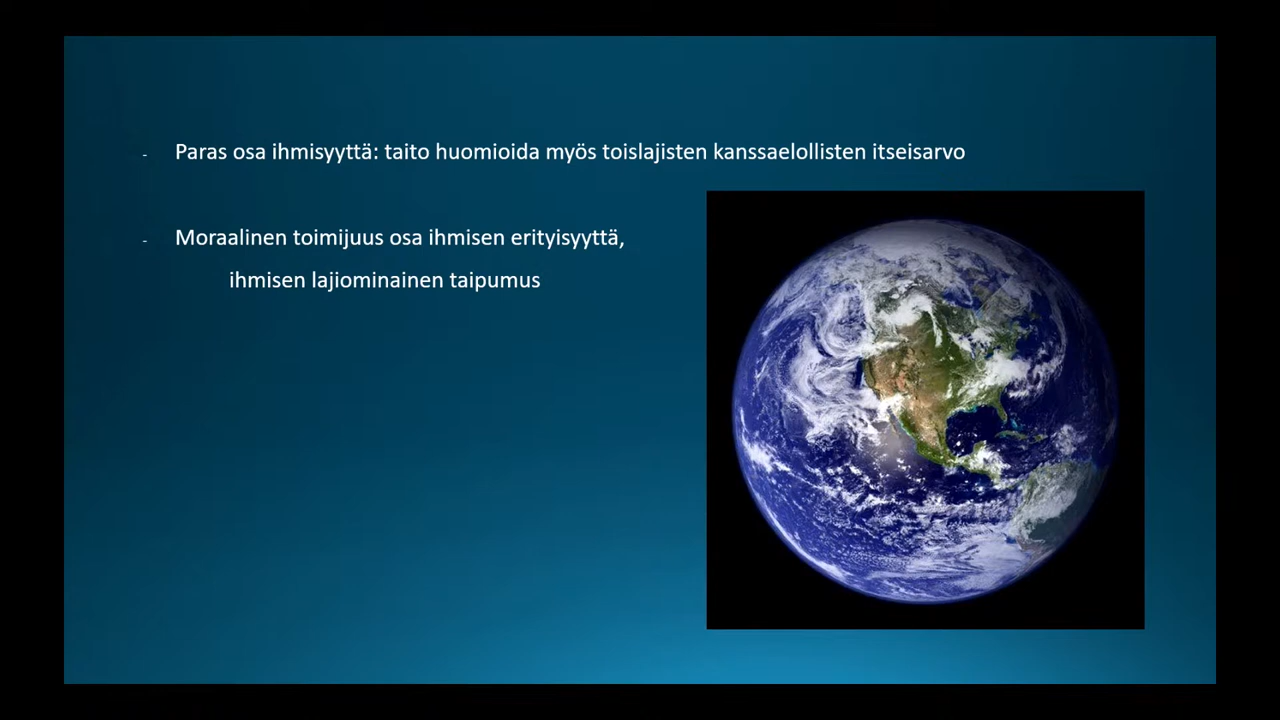 - Paras osa ihmisyyttä: taito huomioida myös toislajisten kanssaelollisten itseisarvo
- Moraalinen toimijuus osa ihmisen erityisyyttä,
ihmisen lajiominainen taipumus